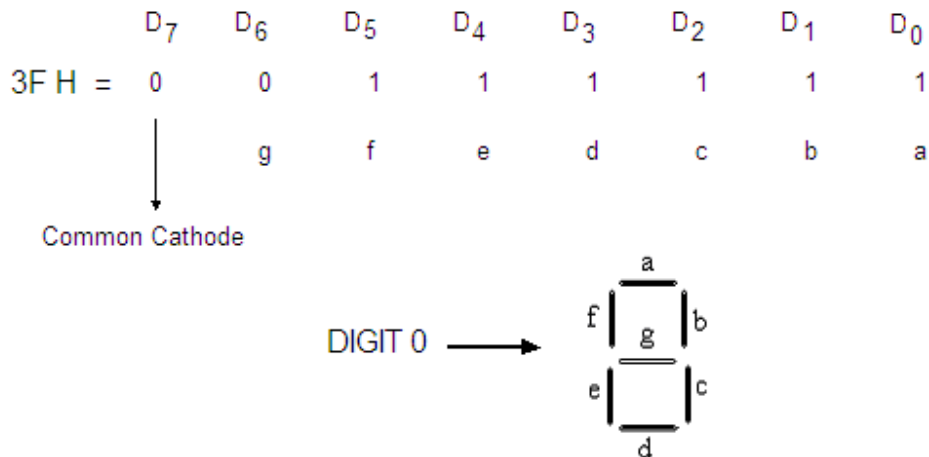 D7 D6 D5 D4 D3 D2 D1 D0
3F H = 0 0 1 1 1 1 1 1
g f e d c b a
Common Cathode
a
f b
DIGIT 0 g
e c
d